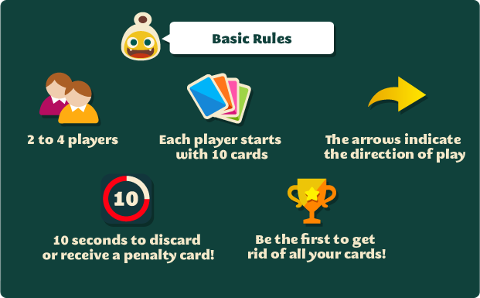 Basic Rules
2 to 4 players
Each player starts
with 10 cards
The arrows indicate
the direction of play
10
10 seconds to discard
or receive a penalty card!
Be the first to get
rid of all your cards!